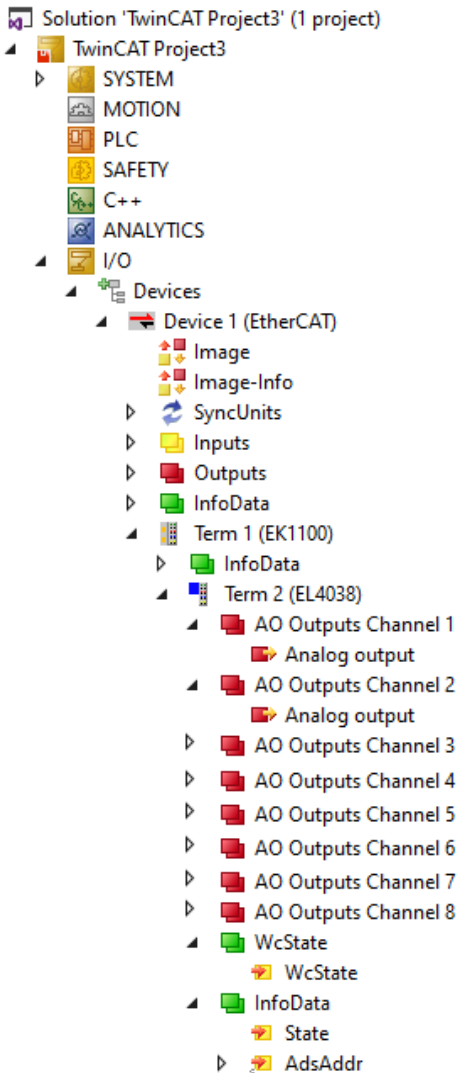 Solution 'TwinCAT Project3' (1 project)
TwinCAT Project3
SYSTEM
MOTION
PLC
SAFETY
C++
ANALYTICS
I/O
Devices
Device 1 (EtherCAT)
Image
Image-Info
SyncUnits
Inputs
Outputs
InfoData
Term 1 (EK1100)
InfoData
Term 2 (EL4038)
AO Outputs Channel 1
Analog output
AO Outputs Channel 2
Analog output
AO Outputs Channel 3
AO Outputs Channel 4
AO Outputs Channel 5
AO Outputs Channel 6
AO Outputs Channel 7
AO Outputs Channel 8
WcState
WcState
InfoData
State
AdsAddr